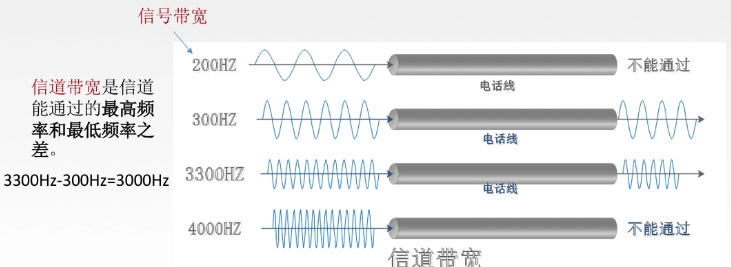 信号带宽
200HZ
不能通过
电话线
信道带宽是信道
能通过的最高频
率和最低频率之
差。
300HZ
电话线
3300Hz-300Hz=3000Hz
3300HZ
电话线
4000HZ
不能通过
信道带宽